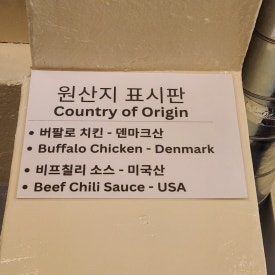 원산지 표시판
Country of Origin
• 버팔로 치킨 - 덴마크산
• Buffalo Chicken - Denmark
• 비프칠리 소스 - 미국산
• Beef Chili Sauce - USA